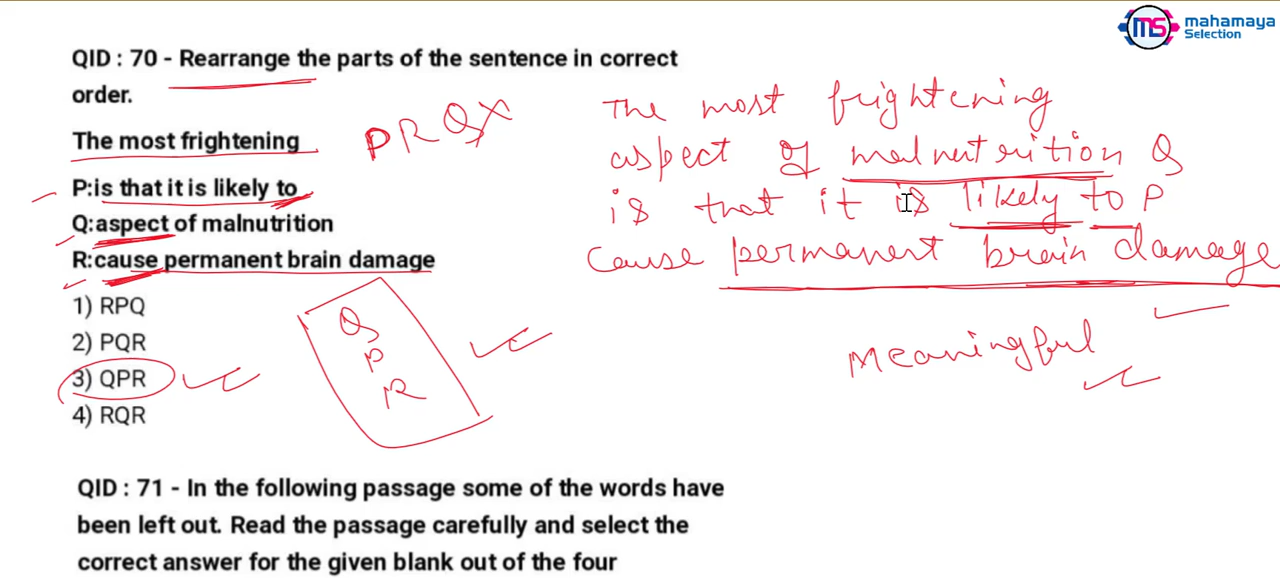 mahamaya
MS Selection
QID : 70 - Rearrange the parts of the sentence in correct
order.
The most frightening
P:is that it is likely to
Q:aspect of malnutrition
R:cause permanent brain damage
1) RPQ
2) PQR
3) QPR
4) RQR
PRQX
Q
P
R
The most frightening
aspect of malnutrition Q
is that it is likely to P
cause permanent brain damage
Meaningful
QID : 71 - In the following passage some of the words have
been left out. Read the passage carefully and select the
correct answer for the given blank out of the four